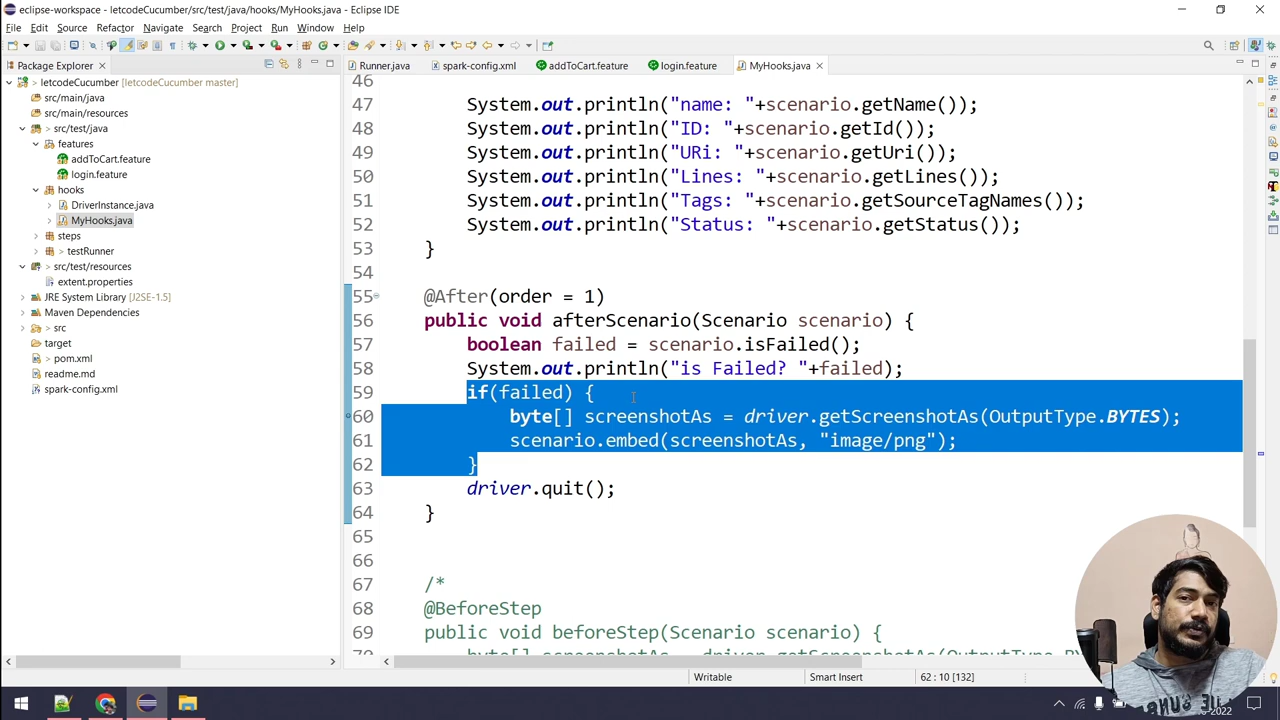 eclipse-workspace - letcodeCucumber/src/test/java/hooks/MyHooks.java - Eclipse IDE
File Edit Source Refactor Navigate Search Project Run Window Help
Package Explorer
Runner.java spark-config.xml addToCart.feature login.feature MyHooks.java
letcodeCucumber [letcodeCucumber master]
src/main/java
src/main/resources
src/test/java
features
addToCart.feature
login.feature
hooks
DriverInstance.java
MyHooks.java
steps
testRunner
src/test/resources
extent.properties
JRE System Library [J2SE-1.5]
Maven Dependencies
src
target
pom.xml
readme.md
spark-config.xml
46
47 System.out.println("name: "+scenario.getName());
48 System.out.println("ID: "+scenario.getId());
49 System.out.println("URi: "+scenario.getUri());
50 System.out.println("Lines: "+scenario.getLines());
51 System.out.println("Tags: "+scenario.getSourceTagNames());
52 System.out.println("Status: "+scenario.getStatus());
53 }
54
55 @After(order = 1)
56 public void afterScenario(Scenario scenario) {
57 boolean failed = scenario.isFailed();
58 System.out.println("is Failed? "+failed);
59 if(failed) {
60 byte[] screenshotAs = driver.getScreenshotAs(OutputType.BYTES);
61 scenario.embed(screenshotAs, "image/png");
62 }
63 driver.quit();
64 }
65
66
67 /*
68 @BeforeStep
69 public void beforeStep(Scenario scenario) {
70 byte[] screenshotAs = driver.getScreenshotAs(OutputType.BY
Writable Smart Insert 62 : 10 [132]